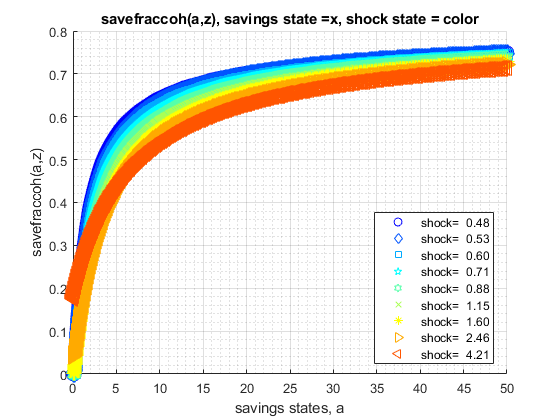 savefraccoh(a,z), savings state =x, shock state = color
savefraccoh(a,z)
0.8
0.7
0.6
0.5
0.4
0.3
0.2
0.1
0
0 5 10 15 20 25 30 35 40 45 50
savings states, a
shock= 0.48
shock= 0.53
shock= 0.60
shock= 0.71
shock= 0.88
shock= 1.15
shock= 1.60
shock= 2.46
shock= 4.21